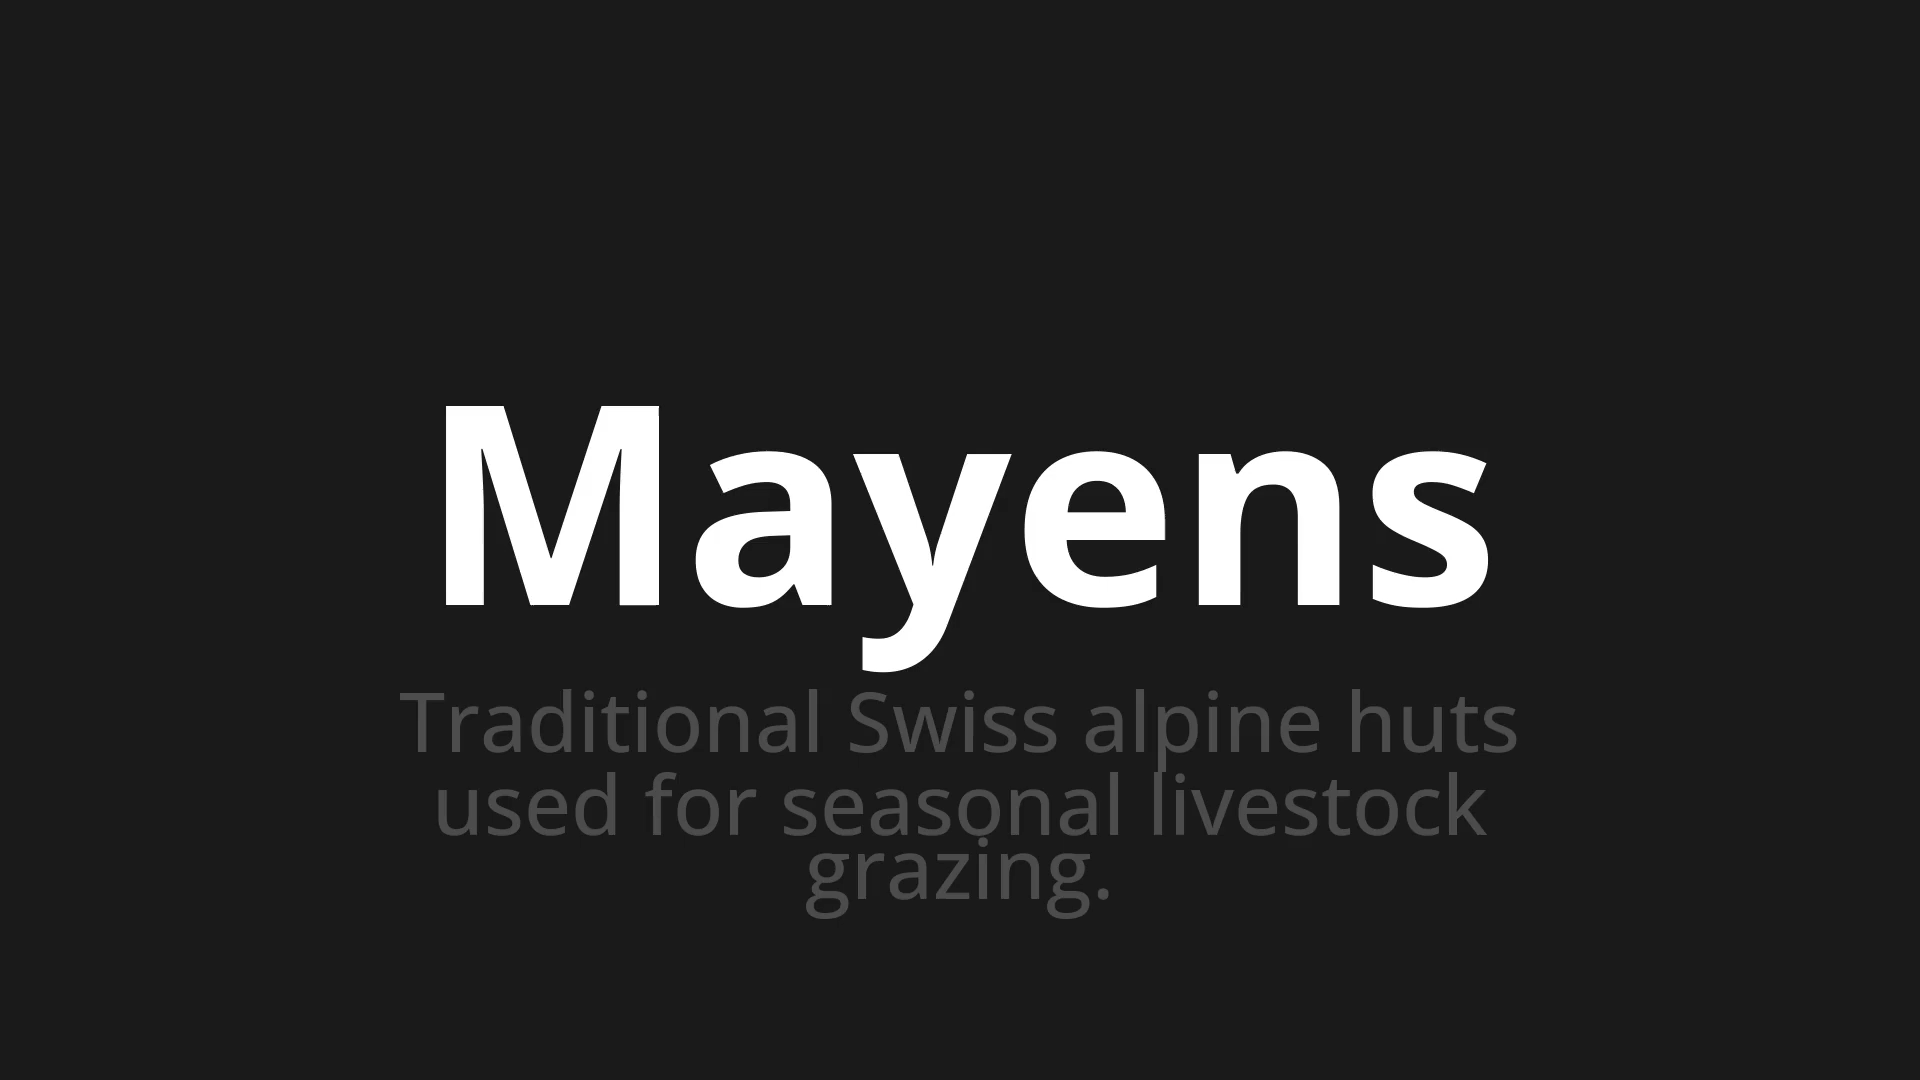 Mayens
Traditional Swiss alpine huts
used for seasonal livestock
grazing.